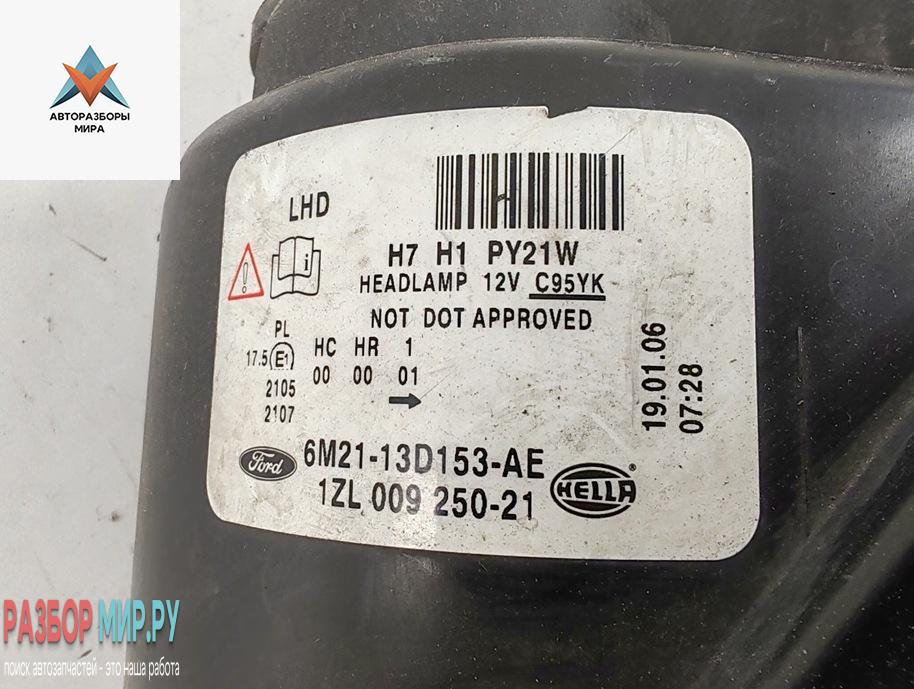 АВТОРАЗБОРЫ
МИРА
LHD
H7 H1 PY21W
HEADLAMP 12V C95YK
NOT DOT APPROVED
PL
17.5 E1 HC HR 1
2105 00 00 01
2107
19.01.06
07:28
Ford 6M21-13D153-AE
1ZL 009 250-21 HELLA
РАЗБОРМИР.РУ
поиск автозапчастей - это наша работа